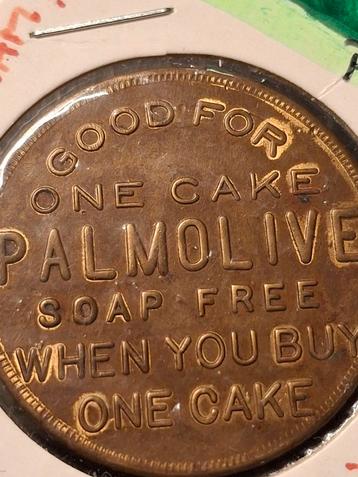 GOOD FOR
ONE CAKE
PALMOLIVE
SOAP FREE
WHEN YOU BUY
ONE CAKE